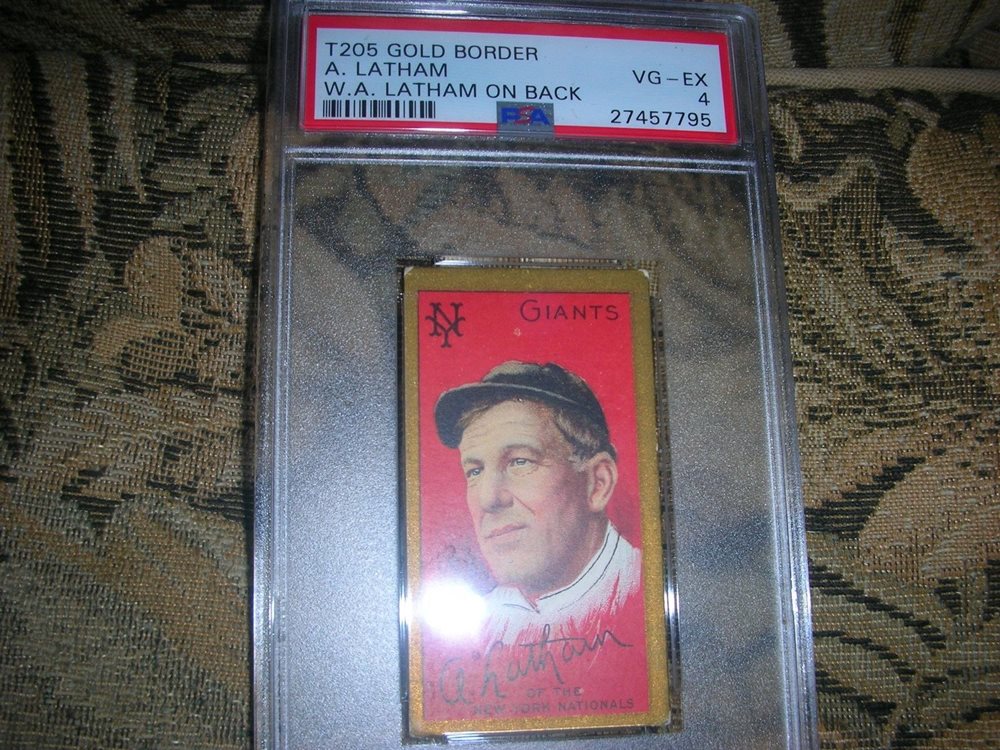 T205 GOLD BORDER
A. LATHAM VG-EX
W.A. LATHAM ON BACK 4
PSA 27457795
NY GIANTS
A. Latham
OF THE
NEW YORK NATIONALS